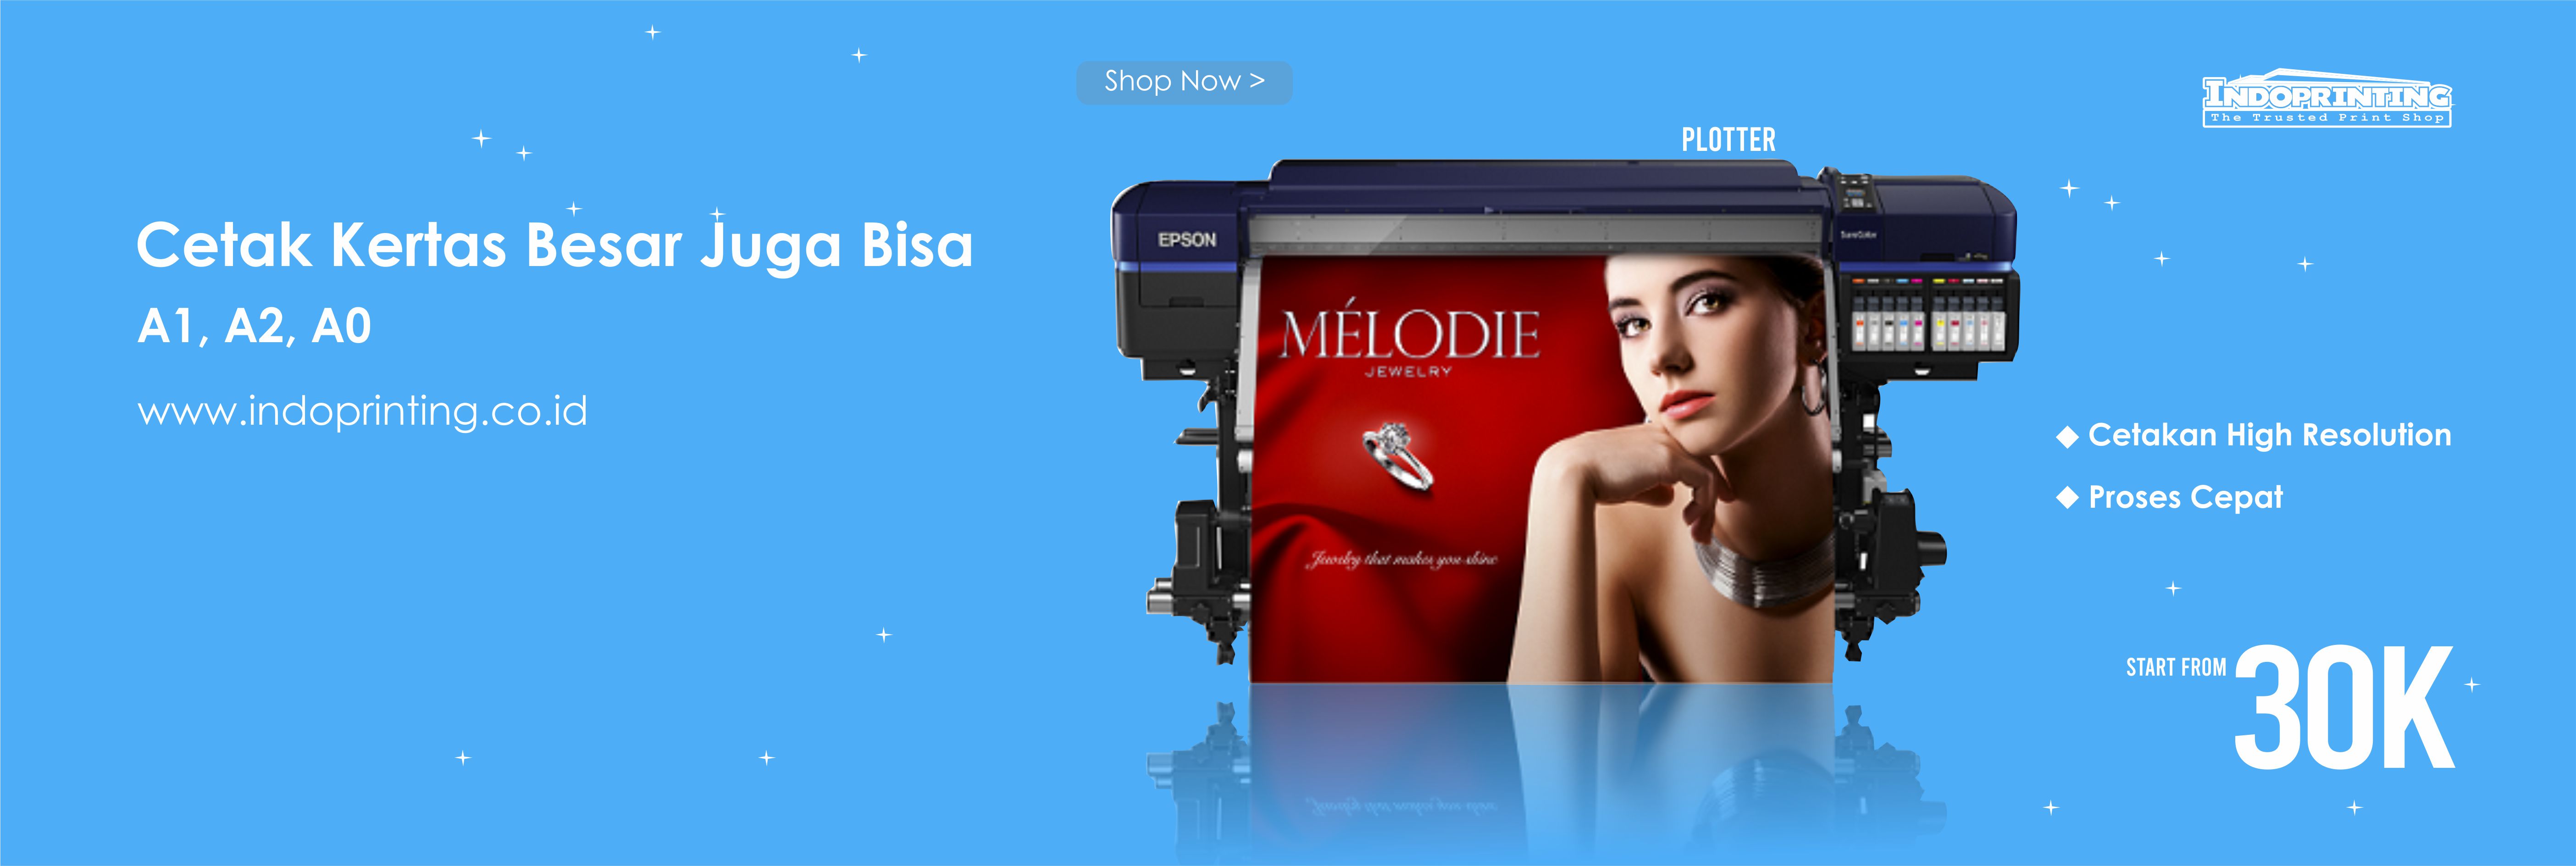 Shop Now >
INDOPRINTING
The Trusted Print Shop
PLOTTER
Cetak Kertas Besar Juga Bisa
A1, A2, A0
www.indoprinting.co.id
EPSON
SureColor
MÉLODIE
JEWELRY
Jewelry that makes you shine
◆ Cetakan High Resolution
◆ Proses Cepat
START FROM 30K